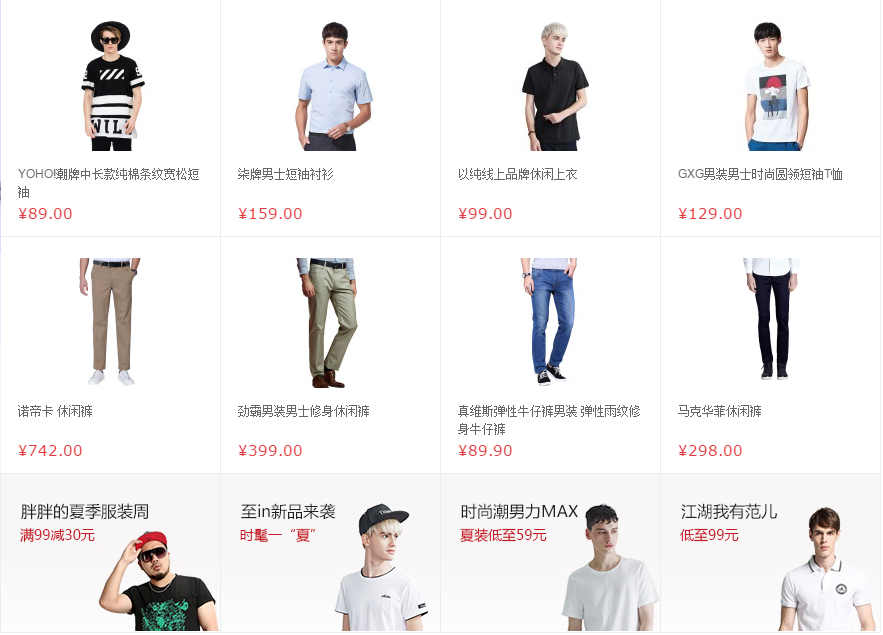 YOHO!潮牌中长款纯棉条纹宽松短
袖
¥89.00
柒牌男士短袖衬衫
¥159.00
以纯线上品牌休闲上衣
¥99.00
GXG男装男士时尚圆领短袖T恤
¥129.00
诺帝卡 休闲裤
¥742.00
劲霸男装男士修身休闲裤
¥399.00
真维斯弹性牛仔裤男装 弹性雨纹修
身牛仔裤
¥89.90
马克华菲休闲裤
¥298.00
胖胖的夏季服装周
满99减30元
至in新品来袭
时髦一“夏”
时尚潮男力MAX
夏装低至59元
江湖我有范儿
低至99元